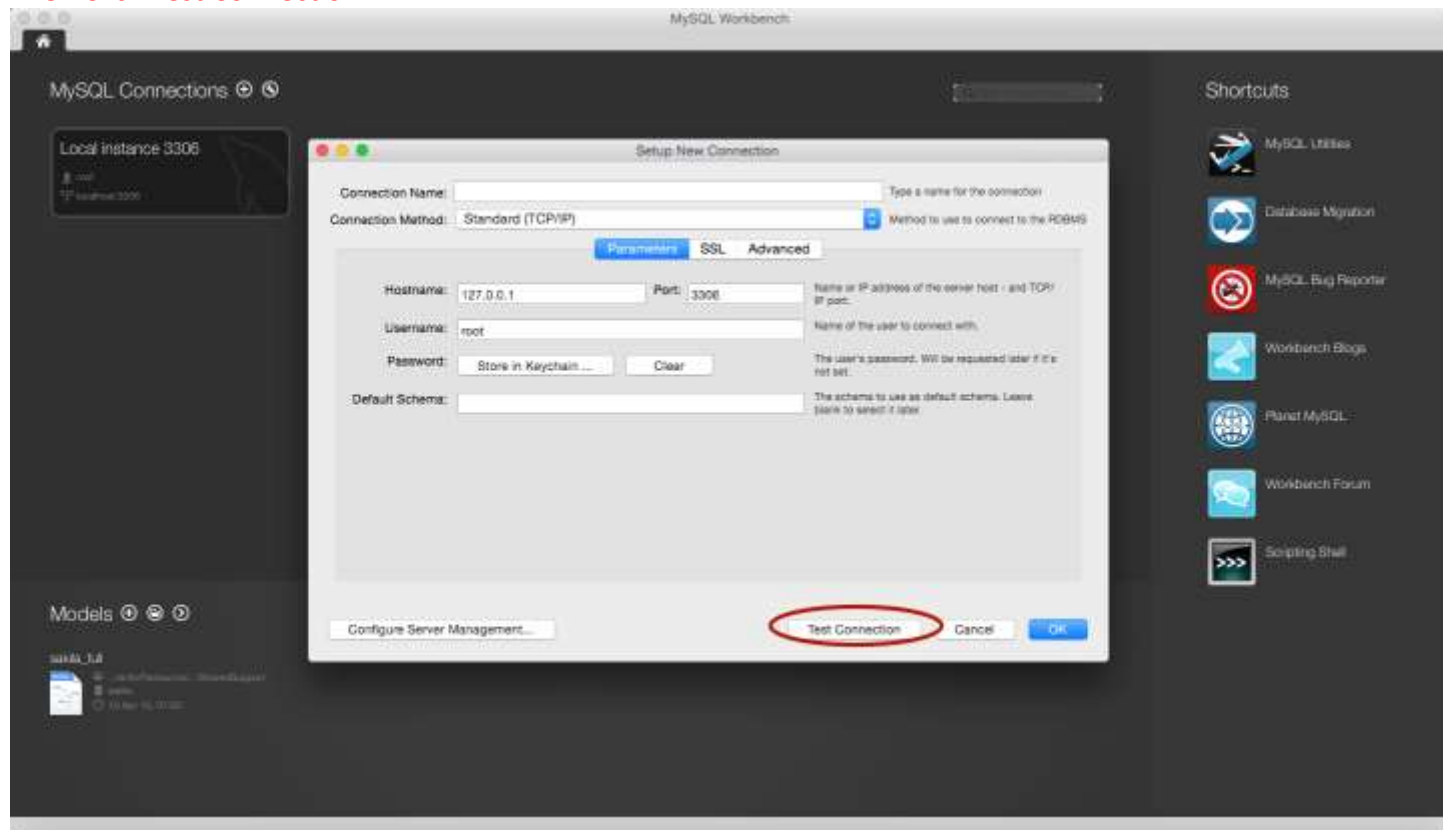 MySQL Workbench
MySQL Connections
Shortcuts
Local instance 3306
root
localhost:3306
MySQL Utilities
Database Migration
MySQL Bug Reporter
Workbench Blogs
Planet MySQL
Workbench Forum
Scripting Shell
>>>
Setup New Connection
Connection Name:
Type a name for the connection
Connection Method: Standard (TCP/IP)
Method to use to connect to the RDBMS
Parameters SSL Advanced
Hostname: 127.0.0.1 Port: 3306
Name or IP address of the server host - and TCP/
IP port.
Username: root
Name of the user to connect with.
Password: Store in Keychain ... Clear
The user's password. Will be requested later if it's
not set.
Default Schema:
The schema to use as default schema. Leave
blank to select it later.
Configure Server Management...
Test Connection Cancel OK
Models
sakila_full
sakila